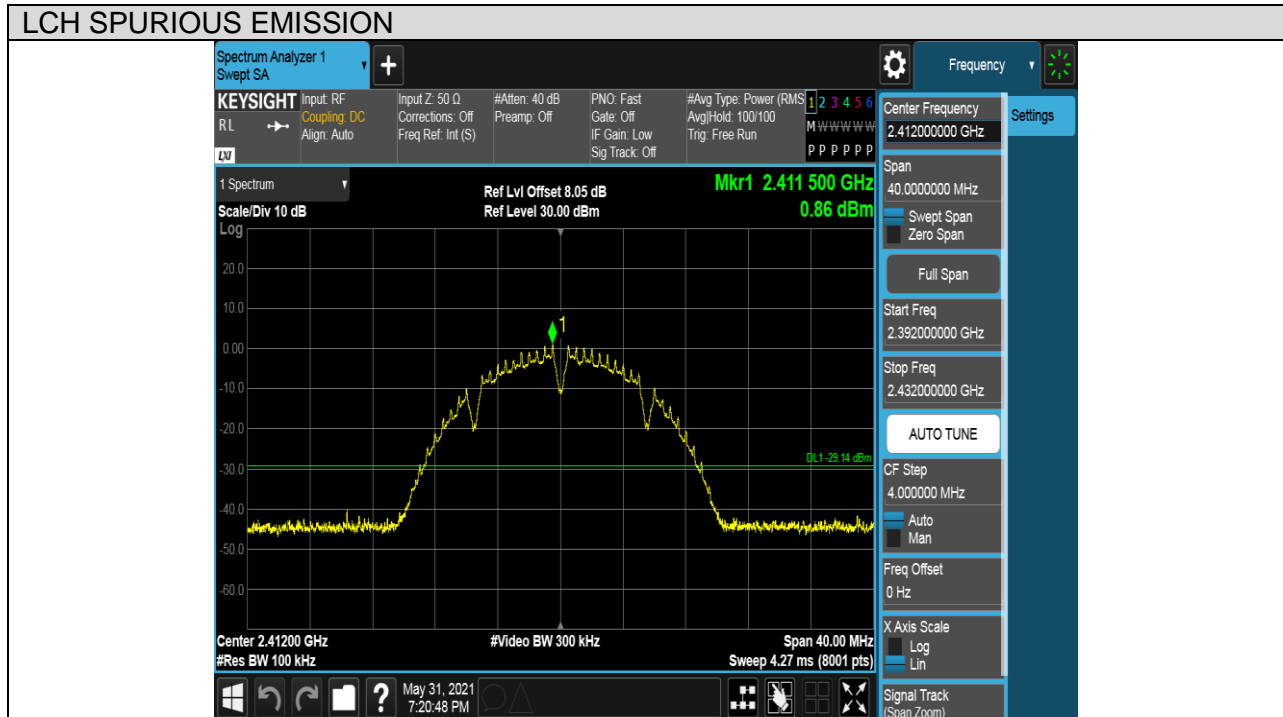 LCH SPURIOUS EMISSION
Spectrum Analyzer 1
Swept SA
Frequency
KEYSIGHT
RL
LXI
Input: RF
Coupling: DC
Align: Auto
Input Z: 50 Ω
Corrections: Off
Freq Ref: Int (S)
#Atten: 40 dB
Preamp: Off
PNO: Fast
Gate: Off
IF Gain: Low
Sig Track: Off
#Avg Type: Power (RMS
Avg|Hold: 100/100
Trig: Free Run
1 2 3 4 5 6
M W W W W W
P P P P P P
1 Spectrum
Scale/Div 10 dB
Ref Lvl Offset 8.05 dB
Ref Level 30.00 dBm
Mkr1 2.411 500 GHz
0.86 dBm
Log
20.0
10.0
0.00
-10.0
-20.0
-30.0
-40.0
-50.0
-60.0
1
DL1 -29.14 dBm
Center 2.41200 GHz
#Res BW 100 kHz
#Video BW 300 kHz
Span 40.00 MHz
Sweep 4.27 ms (8001 pts)
Center Frequency
2.412000000 GHz
Settings
Span
40.0000000 MHz
Swept Span
Zero Span
Full Span
Start Freq
2.392000000 GHz
Stop Freq
2.432000000 GHz
AUTO TUNE
CF Step
4.000000 MHz
Auto
Man
Freq Offset
0 Hz
X Axis Scale
Log
Lin
Signal Track
(Span Zoom)
?
May 31, 2021
7:20:48 PM